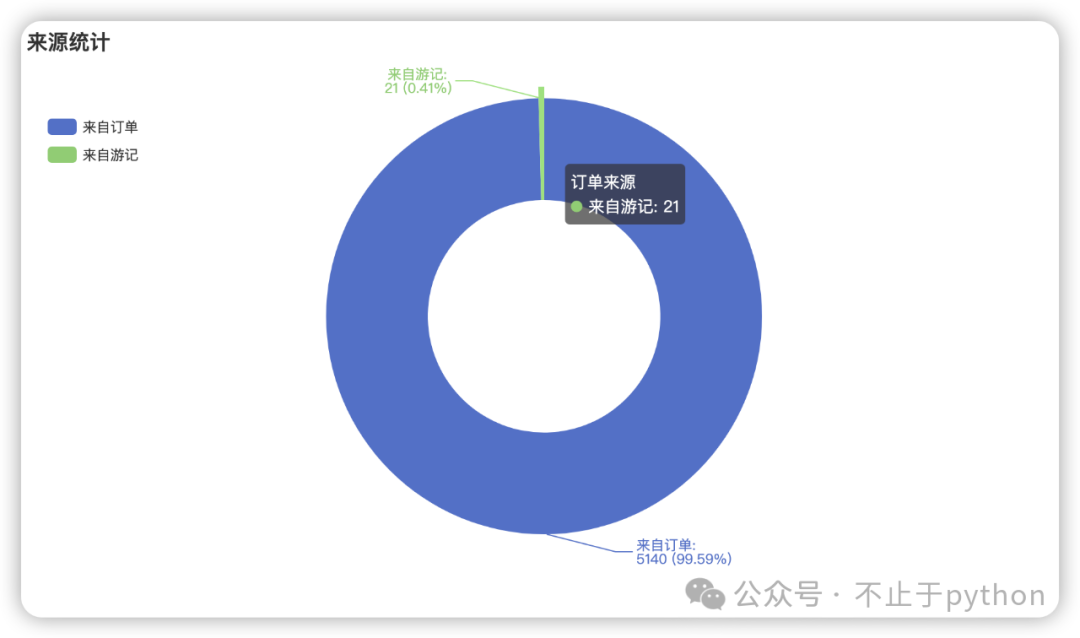 来源统计
来自游记:
21 (0.41%)
来自订单
来自游记
订单来源
来自游记: 21
来自订单:
5140 (99.59%)
公众号 · 不止于python